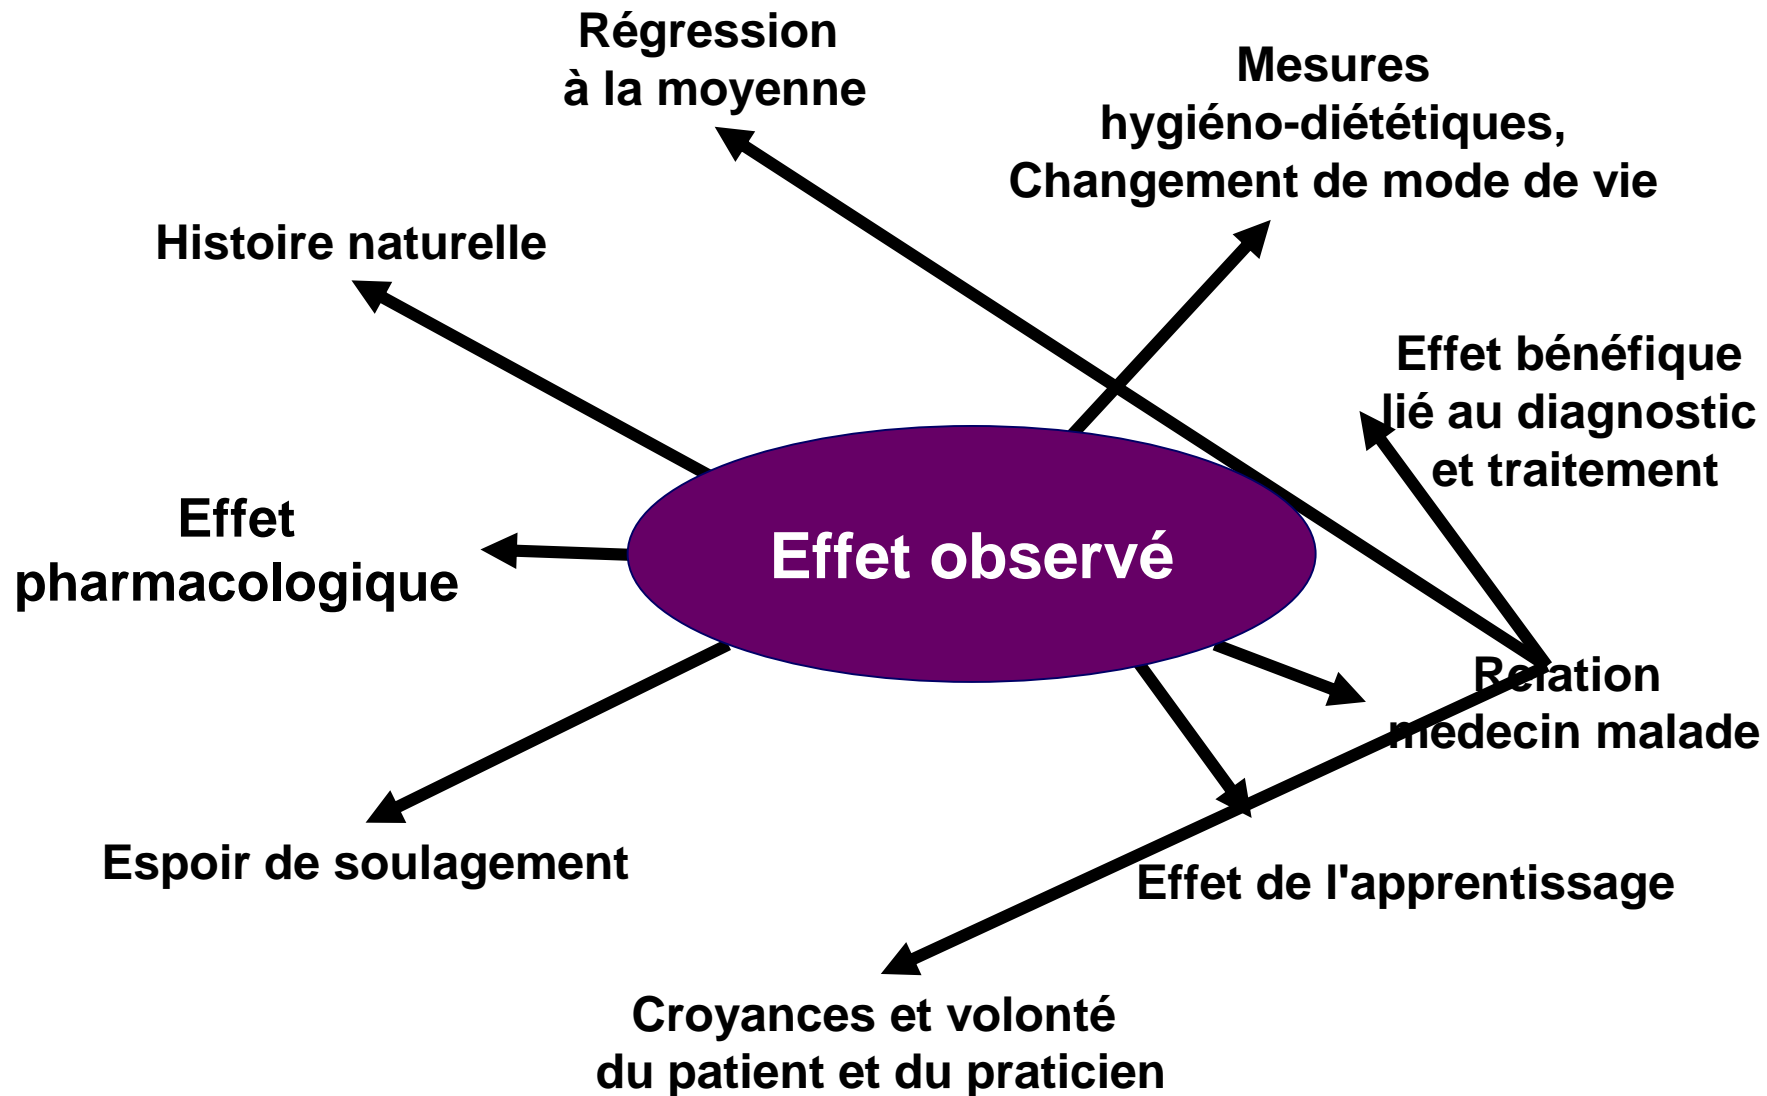 Régression
à la moyenne
Mesures
hygiéno-diététiques,
Changement de mode de vie
Histoire naturelle
Effet bénéfique
lié au diagnostic
et traitement
Effet
pharmacologique
Effet observé
Relation
médecin malade
Espoir de soulagement
Effet de l'apprentissage
Croyances et volonté
du patient et du praticien